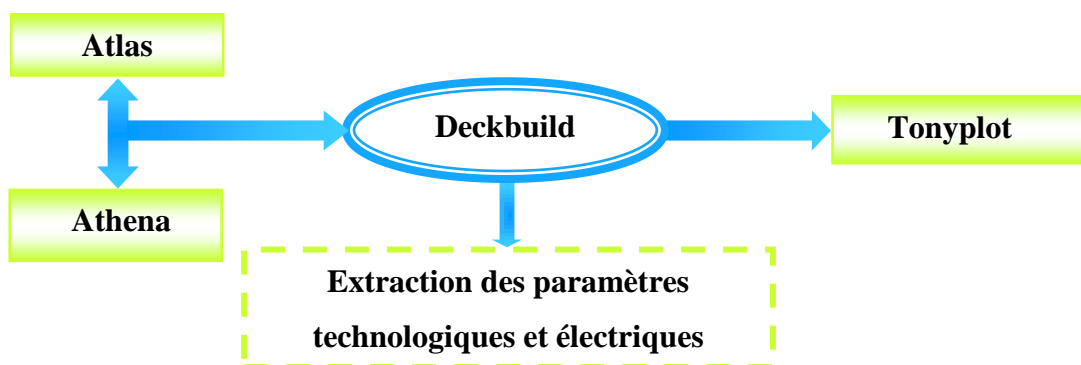 Atlas
Deckbuild
Tonyplot
Athena
Extraction des paramètres
technologiques et électriques